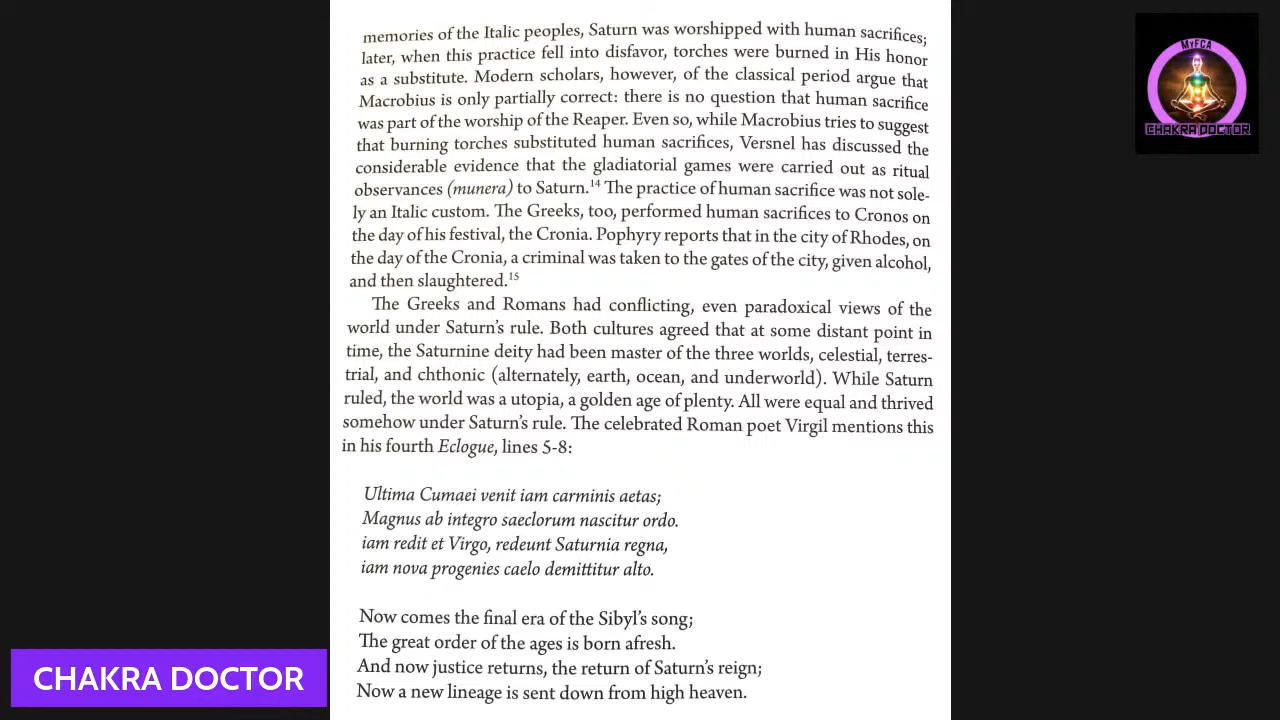 memories of the Italic peoples, Saturn was worshipped with human sacrifices;
later, when this practice fell into disfavor, torches were burned in His honor
as a substitute. Modern scholars, however, of the classical period argue that
Macrobius is only partially correct: there is no question that human sacrifice
was part of the worship of the Reaper. Even so, while Macrobius tries to suggest
that burning torches substituted human sacrifices, Versnel has discussed the
considerable evidence that the gladiatorial games were carried out as ritual
observances (munera) to Saturn.14 The practice of human sacrifice was not sole-
ly an Italic custom. The Greeks, too, performed human sacrifices to Cronos on
the day of his festival, the Cronia. Pophyry reports that in the city of Rhodes, on
the day of the Cronia, a criminal was taken to the gates of the city, given alcohol,
and then slaughtered.15
The Greeks and Romans had conflicting, even paradoxical views of the
world under Saturn's rule. Both cultures agreed that at some distant point in
time, the Saturnine deity had been master of the three worlds, celestial, terres-
trial, and chthonic (alternately, earth, ocean, and underworld). While Saturn
ruled, the world was a utopia, a golden age of plenty. All were equal and thrived
somehow under Saturn's rule. The celebrated Roman poet Virgil mentions this
in his fourth Eclogue, lines 5-8:
Ultima Cumaei venit iam carminis aetas;
Magnus ab integro saeclorum nascitur ordo.
iam redit et Virgo, redeunt Saturnia regna,
iam nova progenies caelo demittitur alto.
Now comes the final era of the Sibyl's song;
The great order of the ages is born afresh.
And now justice returns, the return of Saturn's reign;
Now a new lineage is sent down from high heaven.
MYFCA
CHAKRA DOCTOR
CHAKRA DOCTOR